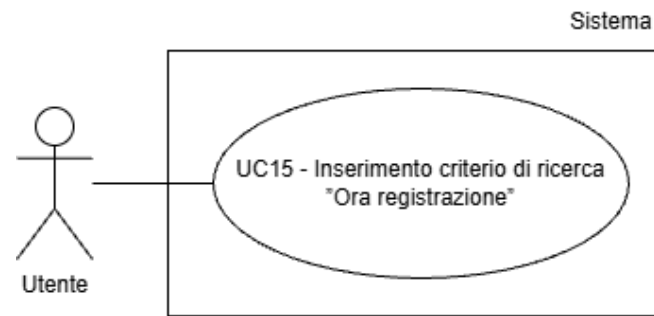 Sistema
UC15 - Inserimento criterio di ricerca
"Ora registrazione"
Utente